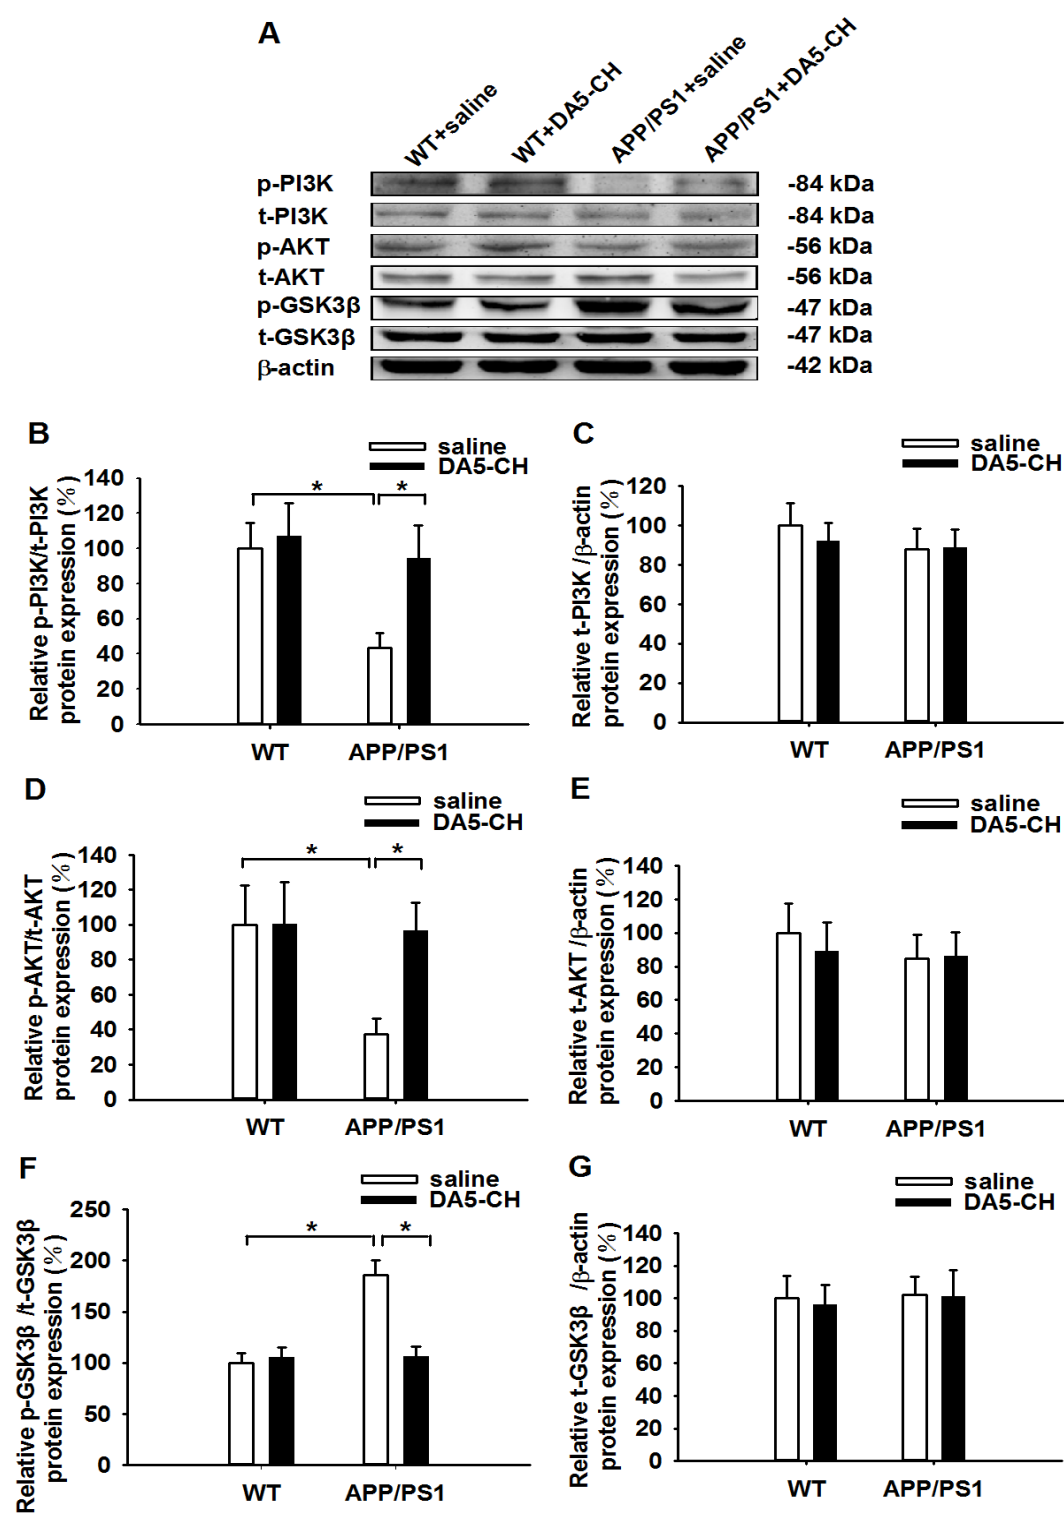 A
WT+saline
WT+DA5-CH
APP/PS1+saline
APP/PS1+DA5-CH
p-PI3K -84 kDa
t-PI3K -84 kDa
p-AKT -56 kDa
t-AKT -56 kDa
p-GSK3β -47 kDa
t-GSK3β -47 kDa
β-actin -42 kDa
B
saline
DA5-CH
Relative p-PI3K/t-PI3K
protein expression (%)
140
120
100
80
60
40
20
0
* *
WT APP/PS1
C
saline
DA5-CH
Relative t-PI3K /β-actin
protein expression (%)
120
100
80
60
40
20
0
WT APP/PS1
D
saline
DA5-CH
Relative p-AKT/t-AKT
protein expression (%)
140
120
100
80
60
40
20
0
* *
WT APP/PS1
E
saline
DA5-CH
Relative t-AKT /β-actin
protein expression (%)
140
120
100
80
60
40
20
0
WT APP/PS1
F
saline
DA5-CH
Relative p-GSK3β /t-GSK3β
protein expression (%)
250
200
150
100
50
0
* *
WT APP/PS1
G
saline
DA5-CH
Relative t-GSK3β /β-actin
protein expression (%)
140
120
100
80
60
40
20
0
WT APP/PS1